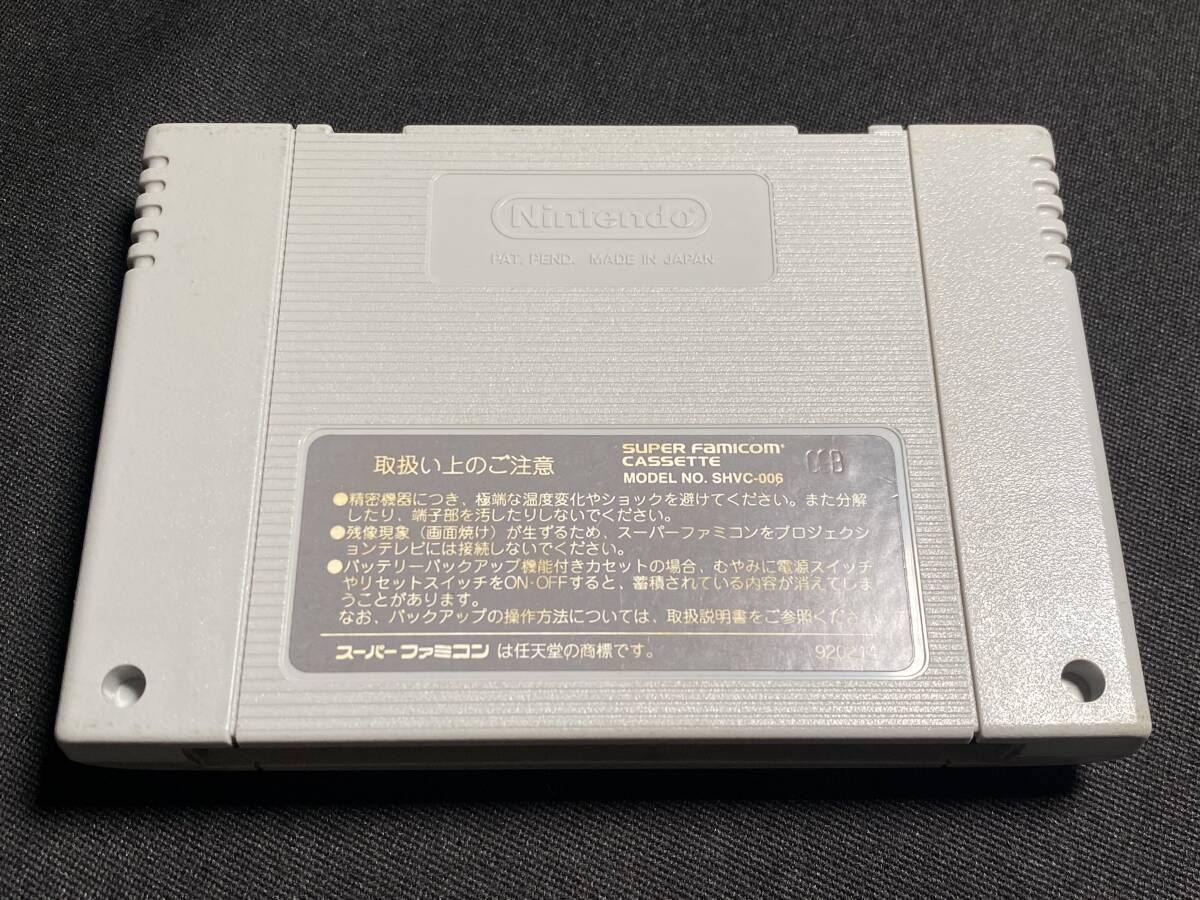 Nintendo®
PAT. PEND. MADE IN JAPAN
取扱い上のご注意
SUPER FAMICOM®
CASSETTE
MODEL NO. SHVC-006
●精密機器につき、極端な温度変化やショックを避けてください。また分解
したり、端子部を汚したりしないでください。
●残像現象（画面焼け）が生ずるため、スーパーファミコンをプロジェクシ
ョンテレビには接続しないでください。
●バッテリーバックアップ機能付きカセットの場合、むやみに電源スイッチ
やリセットスイッチをON·OFFすると、蓄積されている内容が消えてしま
うことがあります。
なお、バックアップの操作方法については、取扱説明書をご参照くださ
スーパーファミコン は任天堂の商標です。
920214